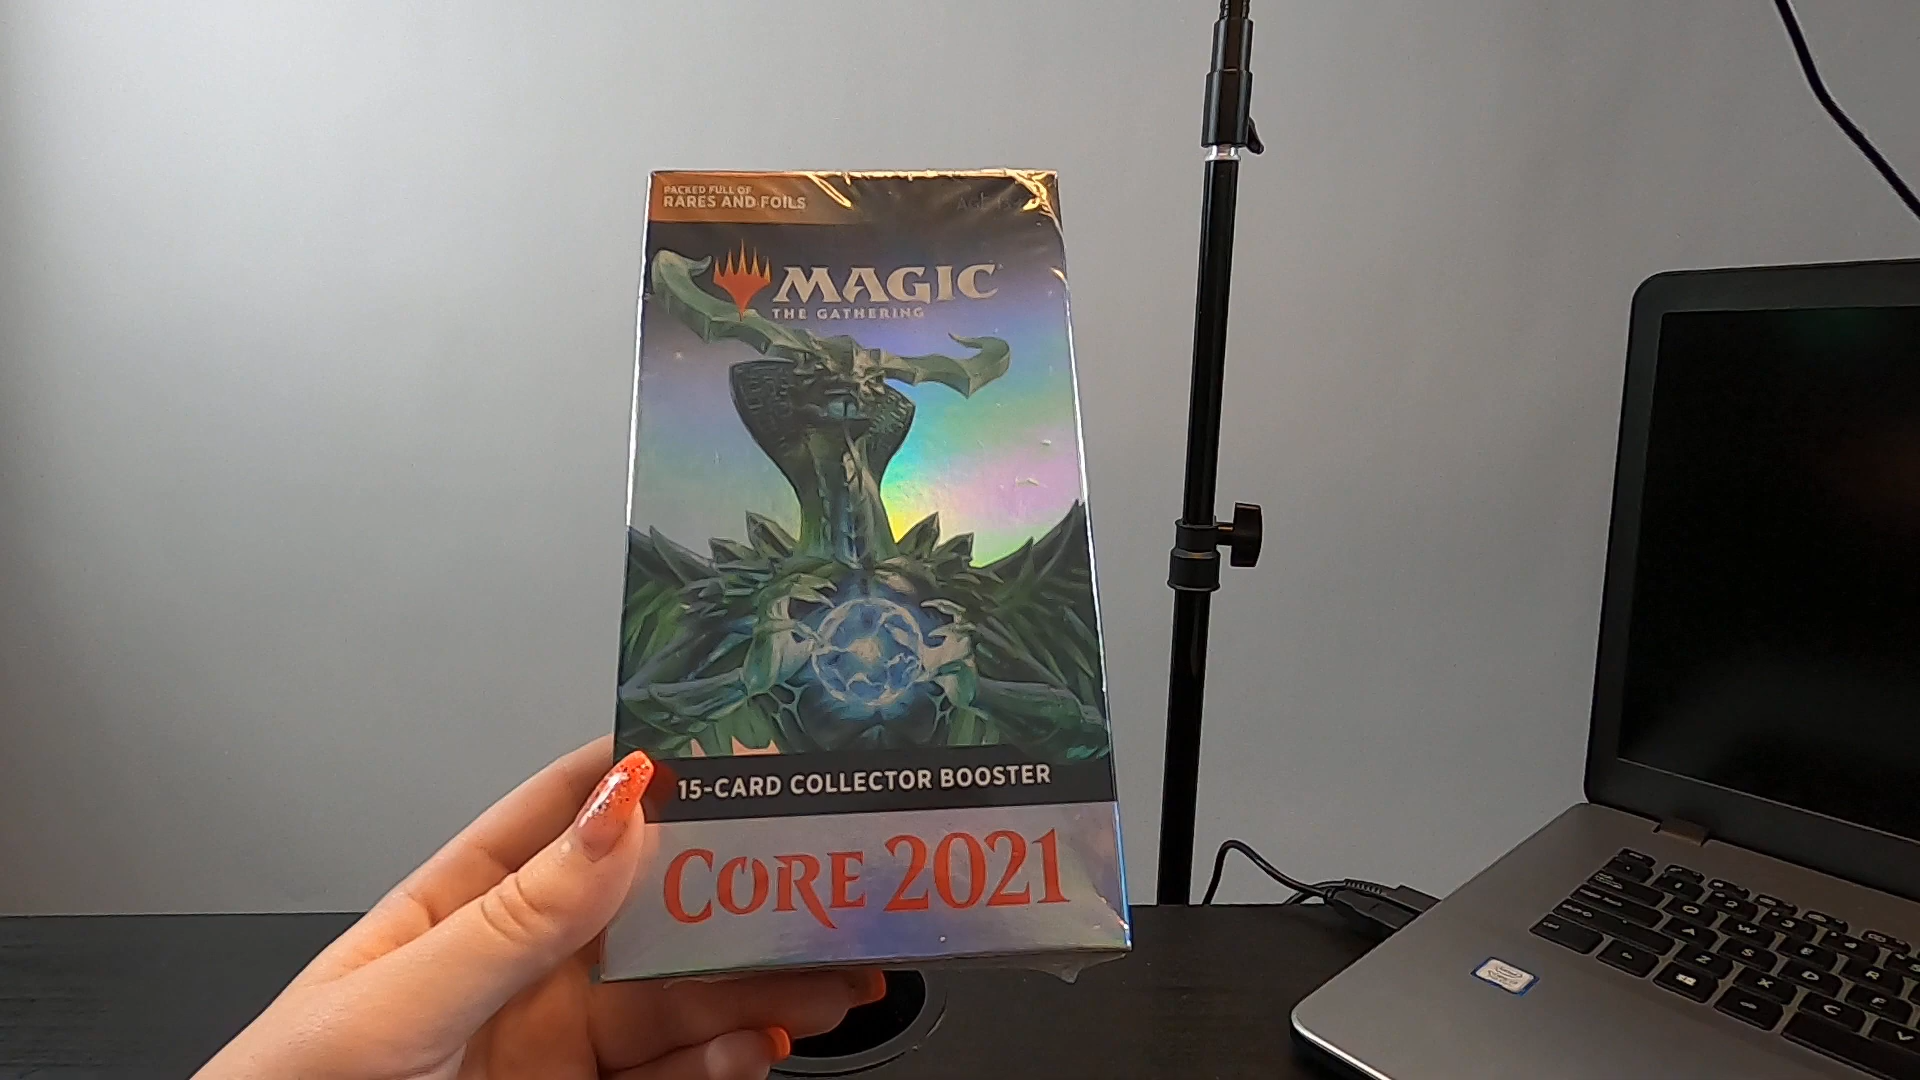 PACKED FULL OF
RARES AND FOILS
MAGIC
THE GATHERING
15-CARD COLLECTOR BOOSTER
CORE 2021